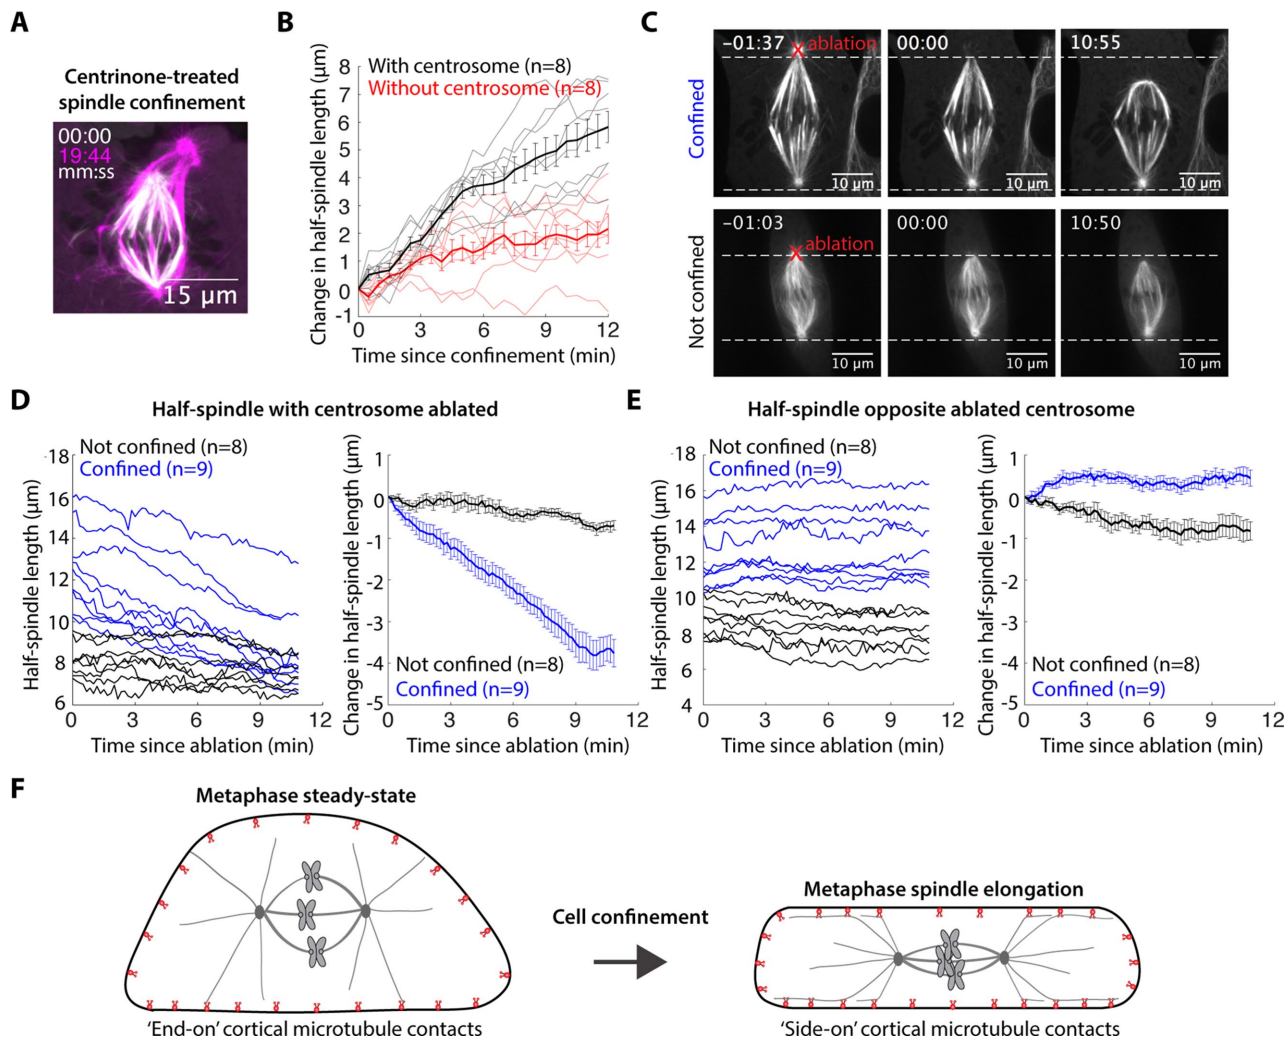 A
Centrinone-treated
spindle confinement
00:00
19:44
mm:ss
15 µm
B
With centrosome (n=8)
Without centrosome (n=8)
Change in half-spindle length (µm)
8
7
6
5
4
3
2
1
0
-1
0 3 6 9 12
Time since confinement (min)
C
Confined
−01:37
ablation
10 µm
00:00
10 µm
10:55
10 µm
Not confined
−01:03
ablation
10 µm
00:00
10 µm
10:50
10 µm
D
Half-spindle with centrosome ablated
Not confined (n=8)
Confined (n=9)
Half-spindle length (µm)
18
16
14
12
10
8
6
0 3 6 9 12
Time since ablation (min)
Change in half-spindle length (µm)
1
0
-1
-2
-3
-4
-5
Not confined (n=8)
Confined (n=9)
0 3 6 9 12
Time since ablation (min)
E
Half-spindle opposite ablated centrosome
Not confined (n=8)
Confined (n=9)
Half-spindle length (µm)
18
16
14
12
10
8
6
4
0 3 6 9 12
Time since ablation (min)
Change in half-spindle length (µm)
1
0
-1
-2
-3
-4
-5
Not confined (n=8)
Confined (n=9)
0 3 6 9 12
Time since ablation (min)
F
Metaphase steady-state
'End-on' cortical microtubule contacts
Cell confinement
Metaphase spindle elongation
'Side-on' cortical microtubule contacts